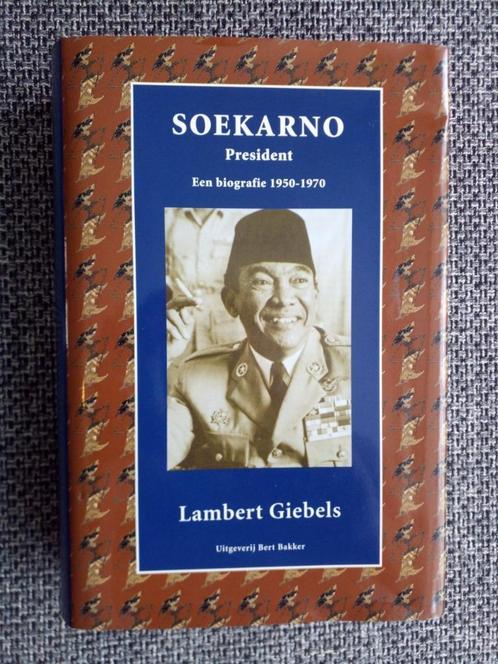 SOEKARNO
President
Een biografie 1950-1970
Lambert Giebels
Uitgeverij Bert Bakker